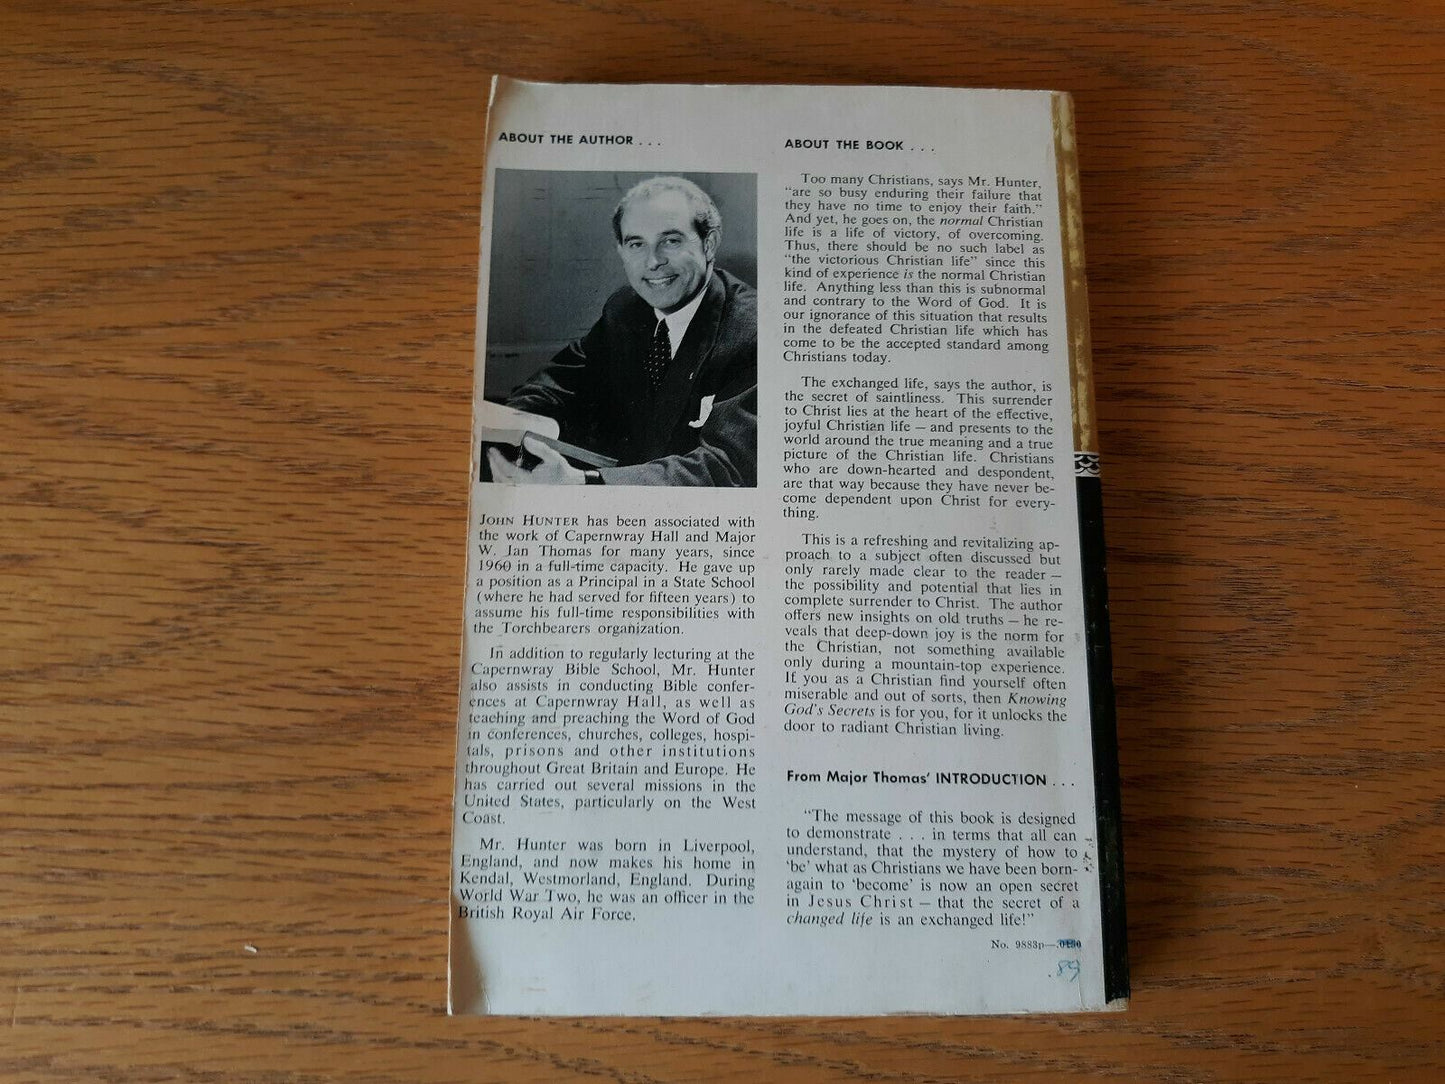 ABOUT THE AUTHOR . . .
JOHN HUNTER has been associated with
the work of Capernwray Hall and Major
W. Ian Thomas for many years, since
1960 in a full-time capacity. He gave up
a position as a Principal in a State School
(where he had served for fifteen years) to
assume his full-time responsibilities with
the Torchbearers organization.
In addition to regularly lecturing at the
Capernwray Bible School, Mr. Hunter
also assists in conducting Bible confer-
ences at Capernwray Hall, as well as
teaching and preaching the Word of God
in conferences, churches, colleges, hospi-
tals, prisons and other institutions
throughout Great Britain and Europe. He
has carried out several missions in the
United States, particularly on the West
Coast.
Mr. Hunter was born in Liverpool,
England, and now makes his home in
Kendal, Westmorland, England. During
World War Two, he was an officer in the
British Royal Air Force.
ABOUT THE BOOK . . .
Too many Christians, says Mr. Hunter,
"are so busy enduring their failure that
they have no time to enjoy their faith."
And yet, he goes on, the normal Christian
life is a life of victory, of overcoming.
Thus, there should be no such label as
"the victorious Christian life" since this
kind of experience is the normal Christian
life. Anything less than this is subnormal
and contrary to the Word of God. It is
our ignorance of this situation that results
in the defeated Christian life which has
come to be the accepted standard among
Christians today.
The exchanged life, says the author, is
the secret of saintliness. This surrender
to Christ lies at the heart of the effective,
joyful Christian life — and presents to the
world around the true meaning and a true
picture of the Christian life. Christians
who are down-hearted and despondent,
are that way because they have never be-
come dependent upon Christ for every-
thing.
This is a refreshing and revitalizing ap-
proach to a subject often discussed but
only rarely made clear to the reader —
the possibility and potential that lies in
complete surrender to Christ. The author
offers new insights on old truths — he re-
veals that deep-down joy is the norm for
the Christian, not something available
only during a mountain-top experience.
If you as a Christian find yourself often
miserable and out of sorts, then Knowing
God's Secrets is for you, for it unlocks the
door to radiant Christian living.
From Major Thomas' INTRODUCTION . . .
"The message of this book is designed
to demonstrate . . . in terms that all can
understand, that the mystery of how to
'be' what as Christians we have been born-
again to 'become' is now an open secret
in Jesus Christ — that the secret of a
changed life is an exchanged life!"
No. 9883p—
.89